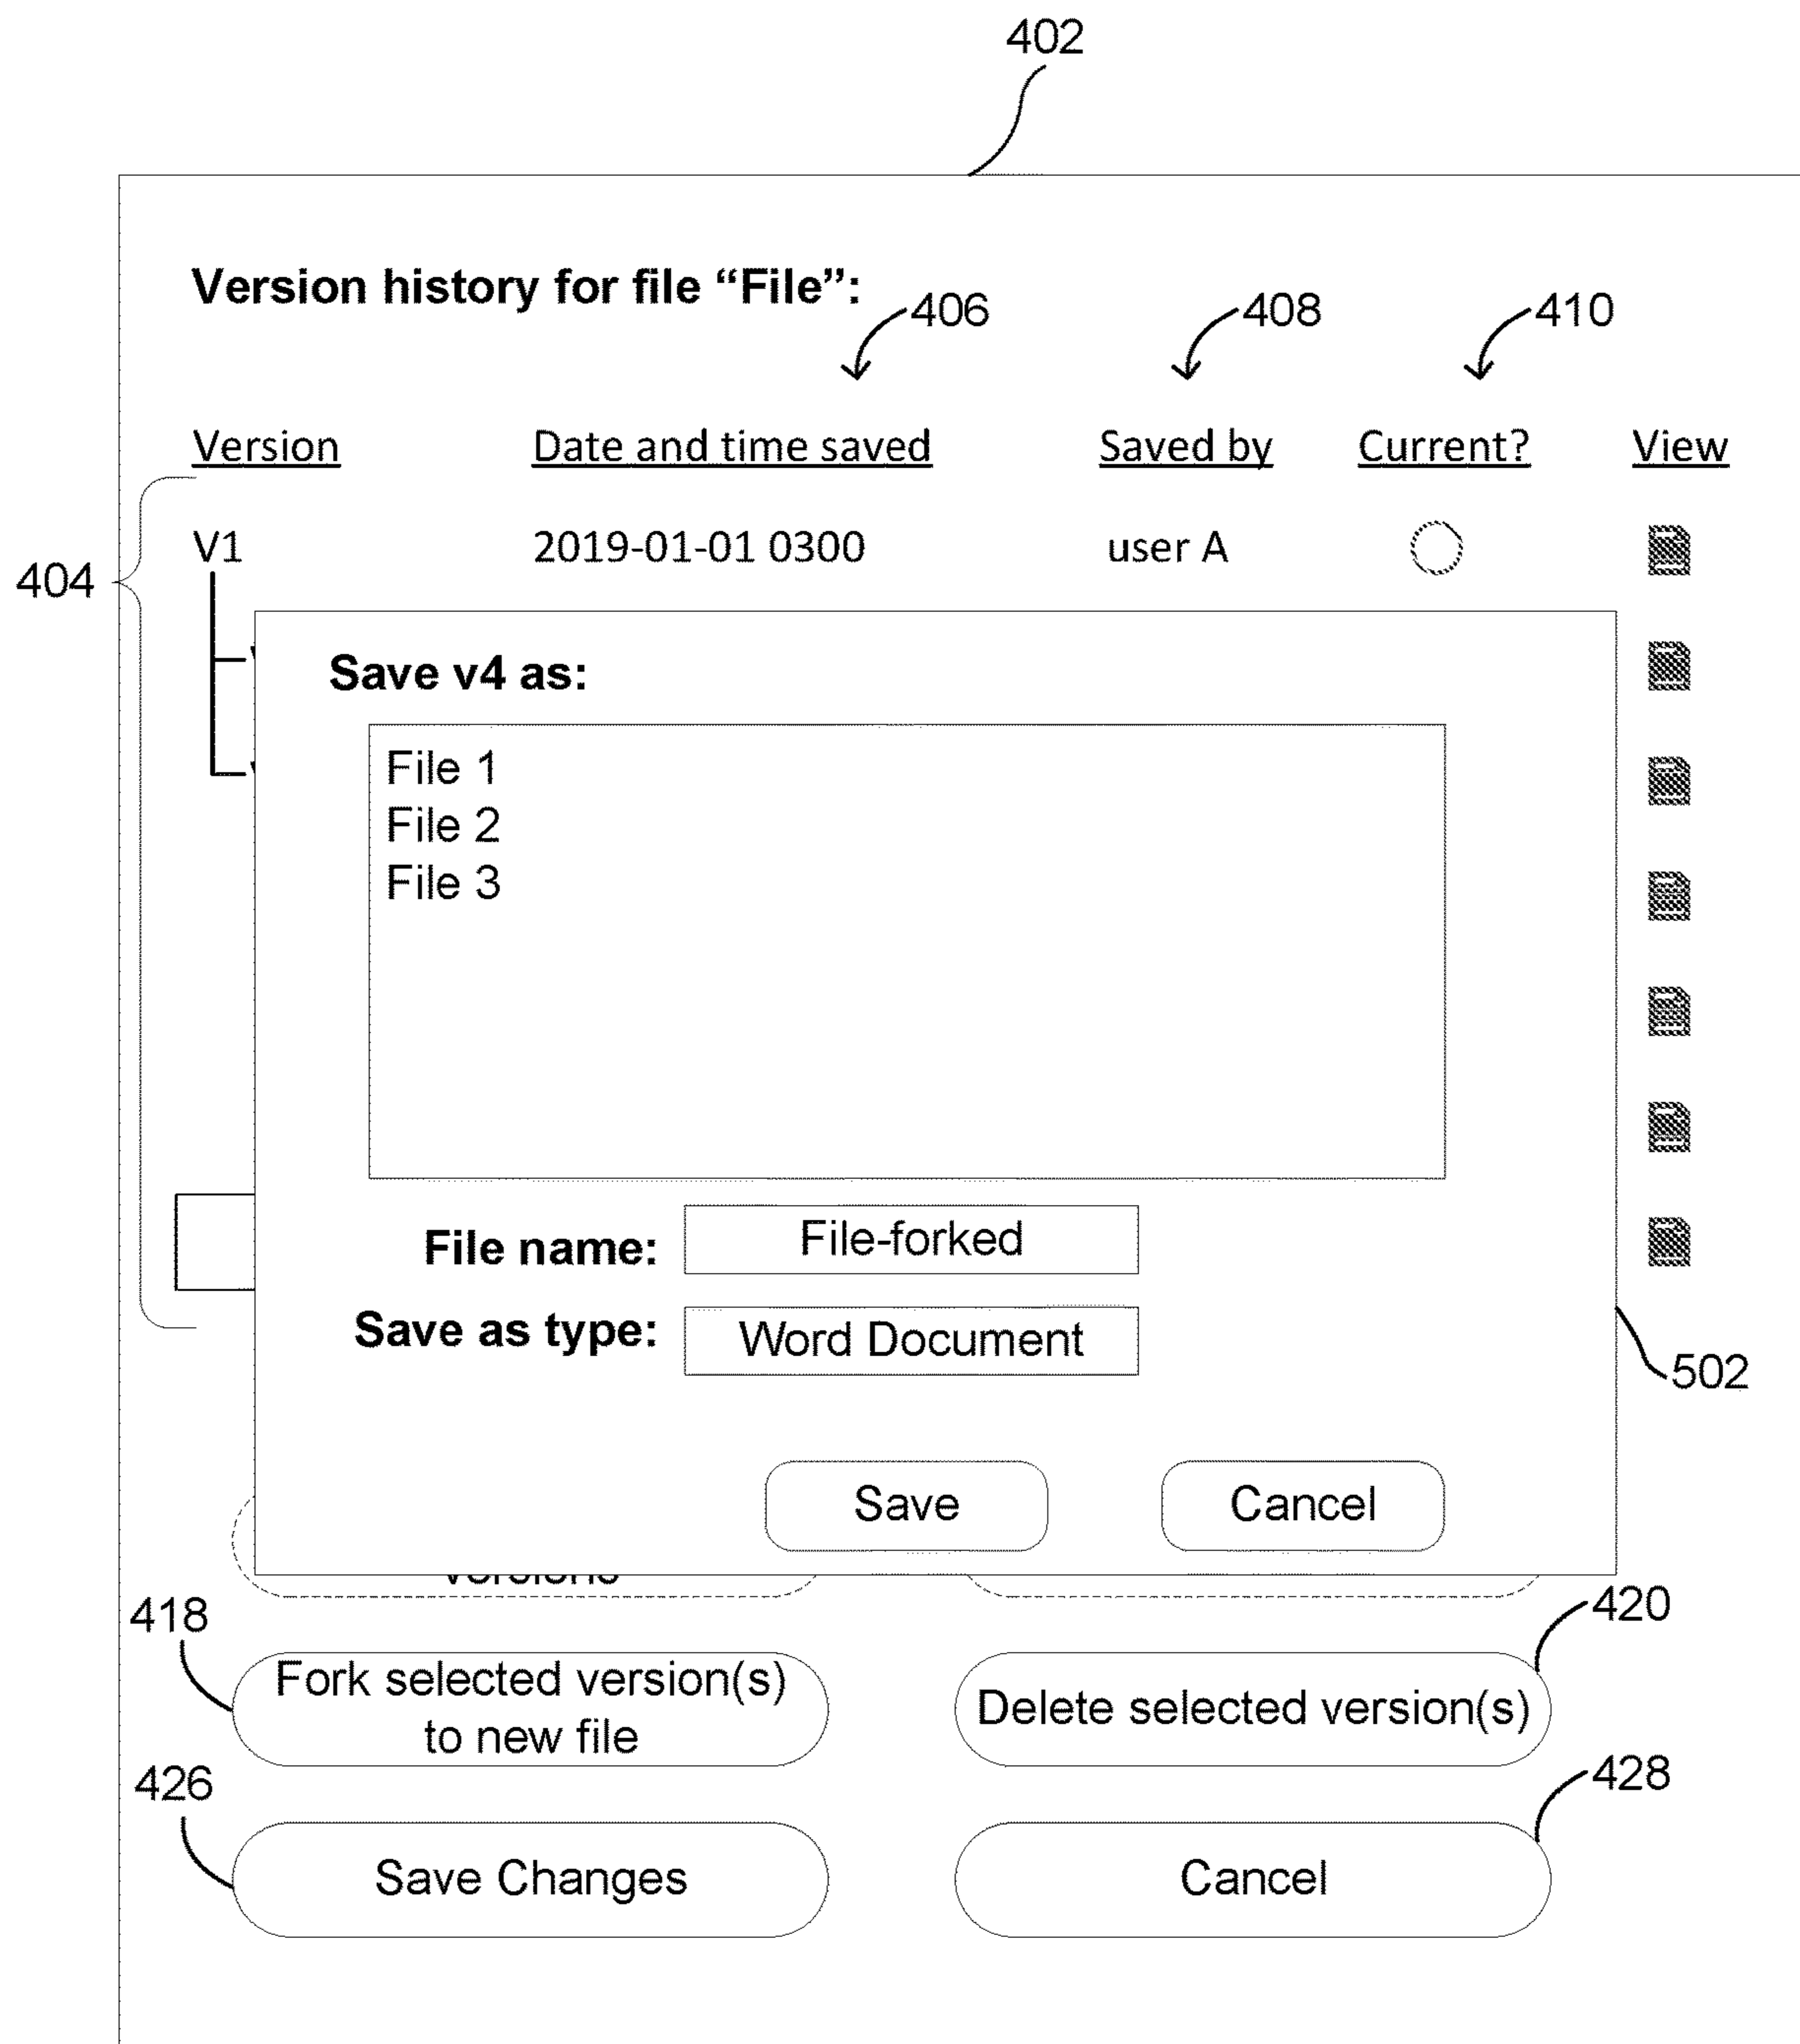 402
Version history for file “File”:
406 408 410
Version Date and time saved Saved by Current? View
V1 2019-01-01 0300 user A
404
Save v4 as:
File 1
File 2
File 3
File name: File-forked
Save as type: Word Document
502
Save Cancel
versions
418 420
Fork selected version(s)
to new file
Delete selected version(s)
426 428
Save Changes Cancel